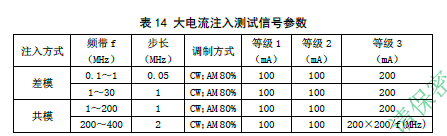 表 14 大电流注入测试信号参数
注入方式 频带 f (MHz) 步长 (MHz) 调制方式 等级 1 (mA) 等级 2 (mA) 等级 3 (mA)
差模 0.1~1 0.05 CW;AM 80% 100 100 200
1~30 1 CW;AM 80% 100 100 200
共模 1~200 1 CW;AM 80% 100 100 200
200~400 2 CW;AM 80% 100 100 200×200/f(MHz)
保密